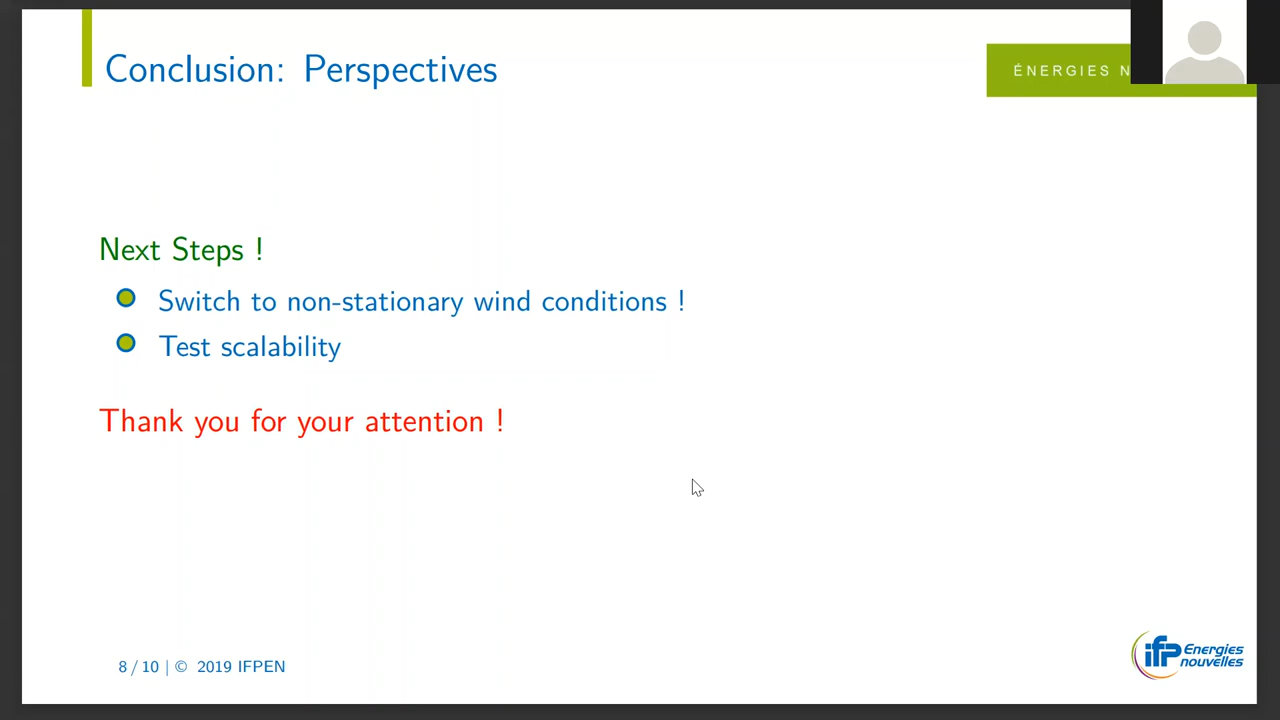 Conclusion: Perspectives
ÉNERGIES N
Next Steps !
Switch to non-stationary wind conditions !
Test scalability
Thank you for your attention !
8 / 10 | © 2019 IFPEN
ifp Energies
nouvelles